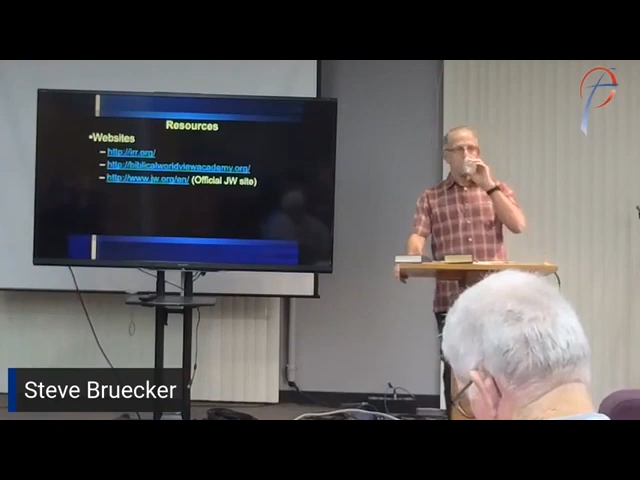 Resources
•Websites
– http://irr.org/
– http://biblicalworldviewacademy.org/
– http://www.jw.org/en/ (Official JW site)
Steve Bruecker